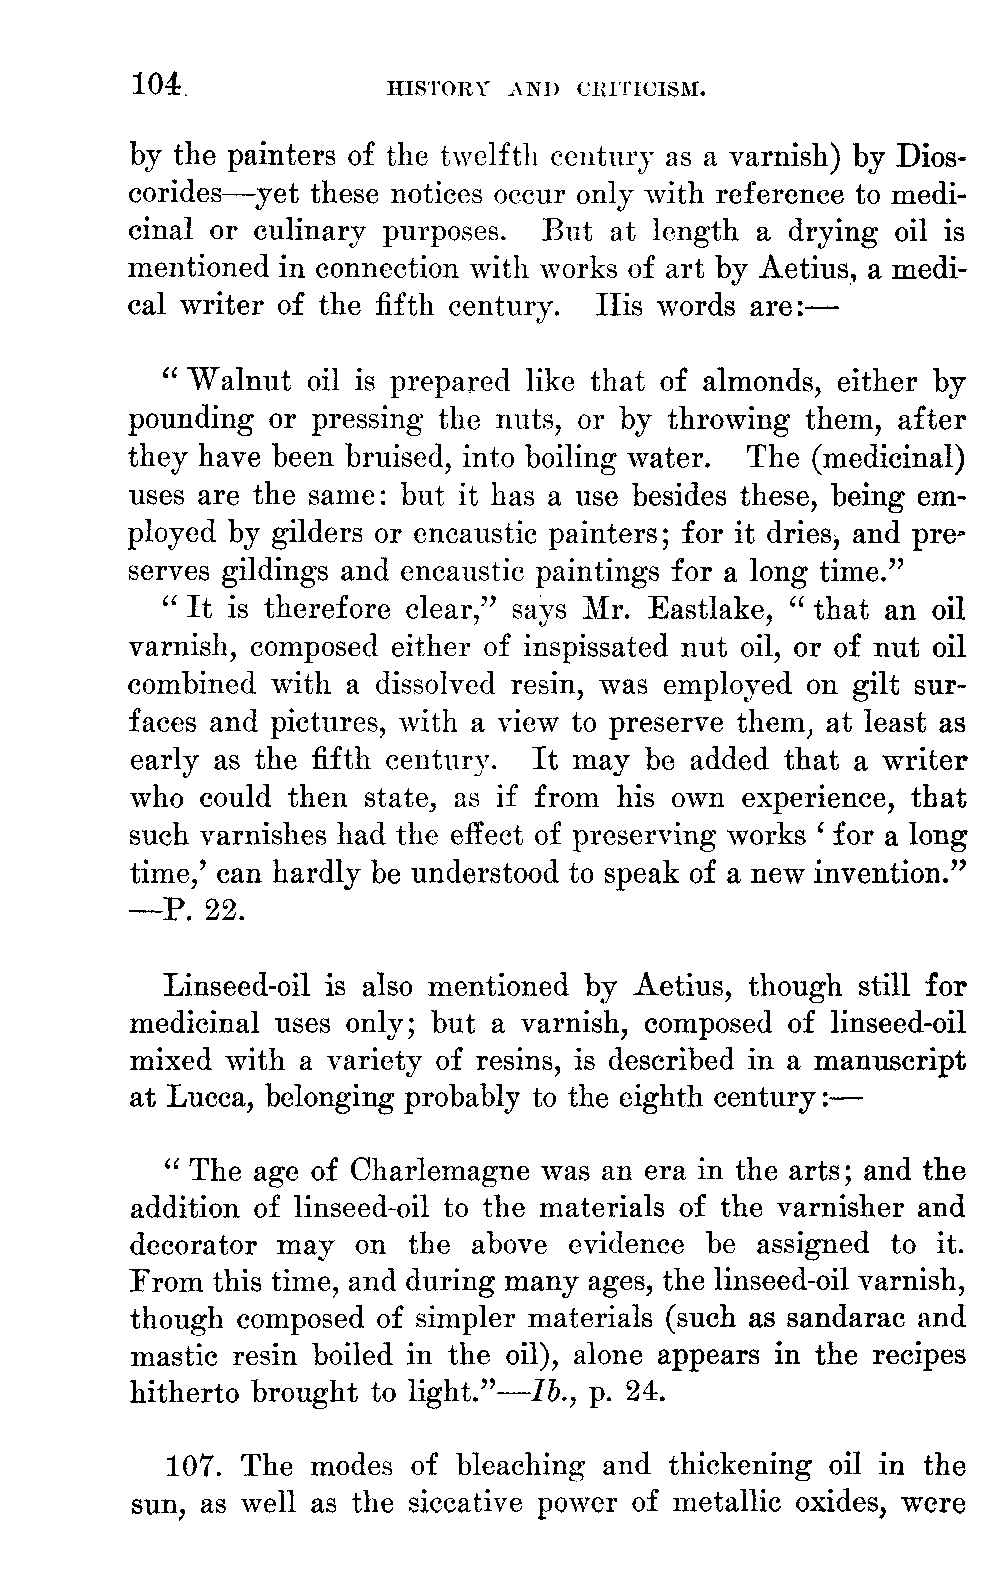 104. HISTORY AND CRITICISM.
by the painters of the twelfth century as a varnish) by Dios-
corides—yet these notices occur only with reference to medi-
cinal or culinary purposes. But at length a drying oil is
mentioned in connection with works of art by Aetius, a medi-
cal writer of the fifth century. His words are:—
“ Walnut oil is prepared like that of almonds, either by
pounding or pressing the nuts, or by throwing them, after
they have been bruised, into boiling water. The (medicinal)
uses are the same: but it has a use besides these, being em-
ployed by gilders or encaustic painters; for it dries, and pre-
serves gildings and encaustic paintings for a long time.”
“ It is therefore clear,” says Mr. Eastlake, “ that an oil
varnish, composed either of inspissated nut oil, or of nut oil
combined with a dissolved resin, was employed on gilt sur-
faces and pictures, with a view to preserve them, at least as
early as the fifth century. It may be added that a writer
who could then state, as if from his own experience, that
such varnishes had the effect of preserving works ‘ for a long
time,’ can hardly be understood to speak of a new invention.”
—P. 22.
Linseed-oil is also mentioned by Aetius, though still for
medicinal uses only; but a varnish, composed of linseed-oil
mixed with a variety of resins, is described in a manuscript
at Lucca, belonging probably to the eighth century:—
“ The age of Charlemagne was an era in the arts; and the
addition of linseed-oil to the materials of the varnisher and
decorator may on the above evidence be assigned to it.
From this time, and during many ages, the linseed-oil varnish,
though composed of simpler materials (such as sandarac and
mastic resin boiled in the oil), alone appears in the recipes
hitherto brought to light.”—Ib., p. 24.
107. The modes of bleaching and thickening oil in the
sun, as well as the siccative power of metallic oxides, were